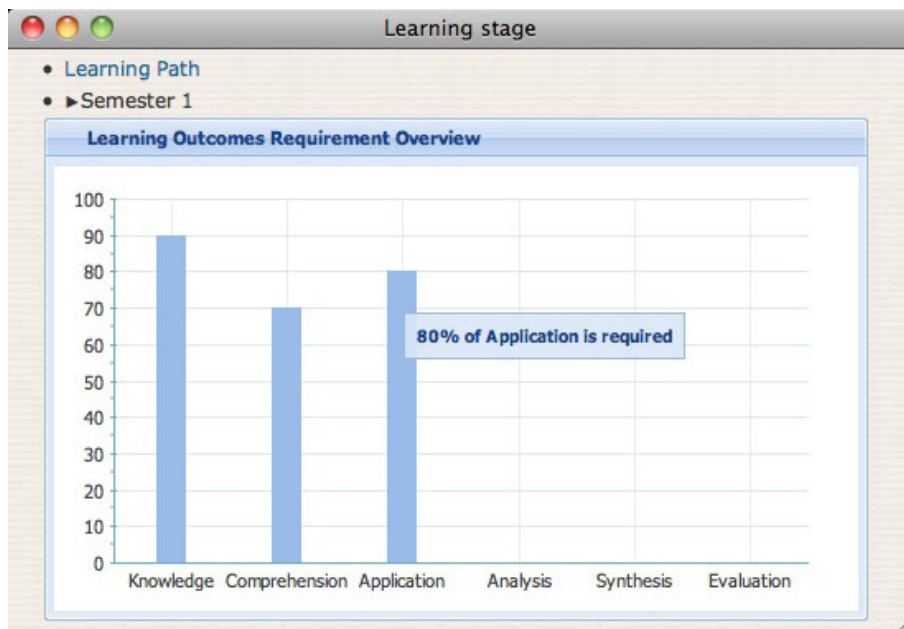 Learning stage
Learning Path
▶Semester 1
Learning Outcomes Requirement Overview
100
90
80
70
60
50
40
30
20
10
0
80% of Application is required
Knowledge Comprehension Application Analysis Synthesis Evaluation